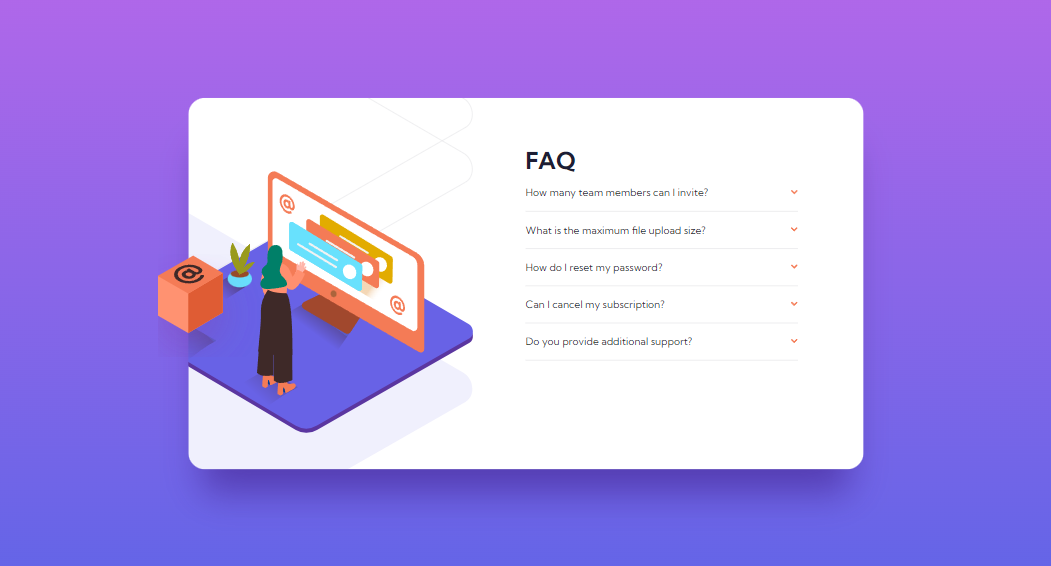 FAQ
How many team members can I invite?
What is the maximum file upload size?
How do I reset my password?
Can I cancel my subscription?
Do you provide additional support?
@
@
@